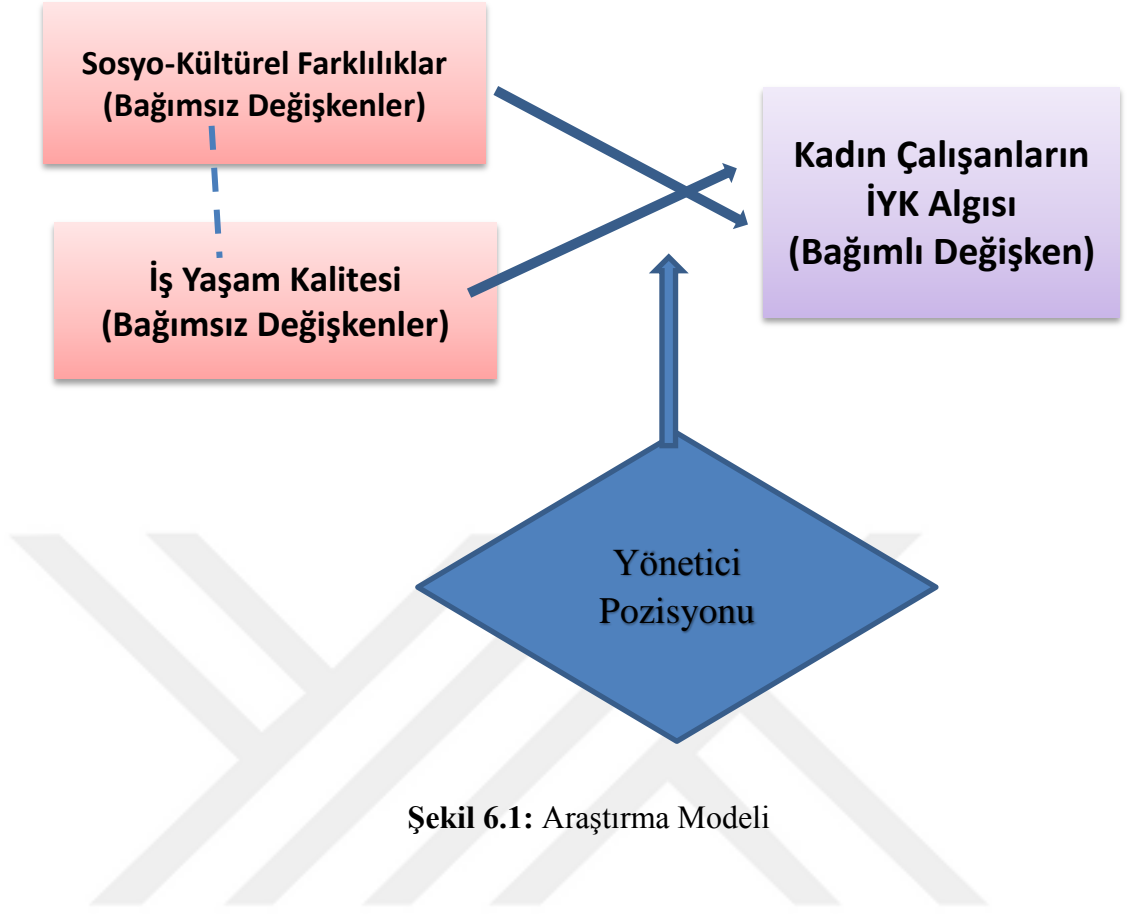 Sosyo-Kültürel Farklılıklar
(Bağımsız Değişkenler)
Kadın Çalışanların
İYK Algısı
(Bağımlı Değişken)
İş Yaşam Kalitesi
(Bağımsız Değişkenler)
Yönetici
Pozisyonu
Şekil 6.1: Araştırma Modeli